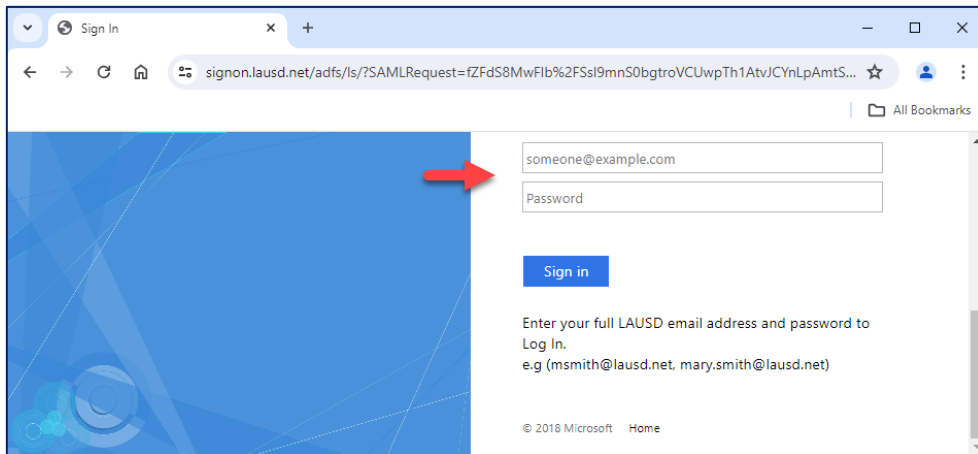 Sign In
signon.lausd.net/adfs/ls/?SAMLRequest=fZFdS8MwFIb%2FSsl9mnS0bgtroVCUwpTh1AtvJCYnLpAmtS...
All Bookmarks
someone@example.com
Password
Sign in
Enter your full LAUSD email address and password to
Log In.
e.g (msmith@lausd.net, mary.smith@lausd.net)
© 2018 Microsoft Home